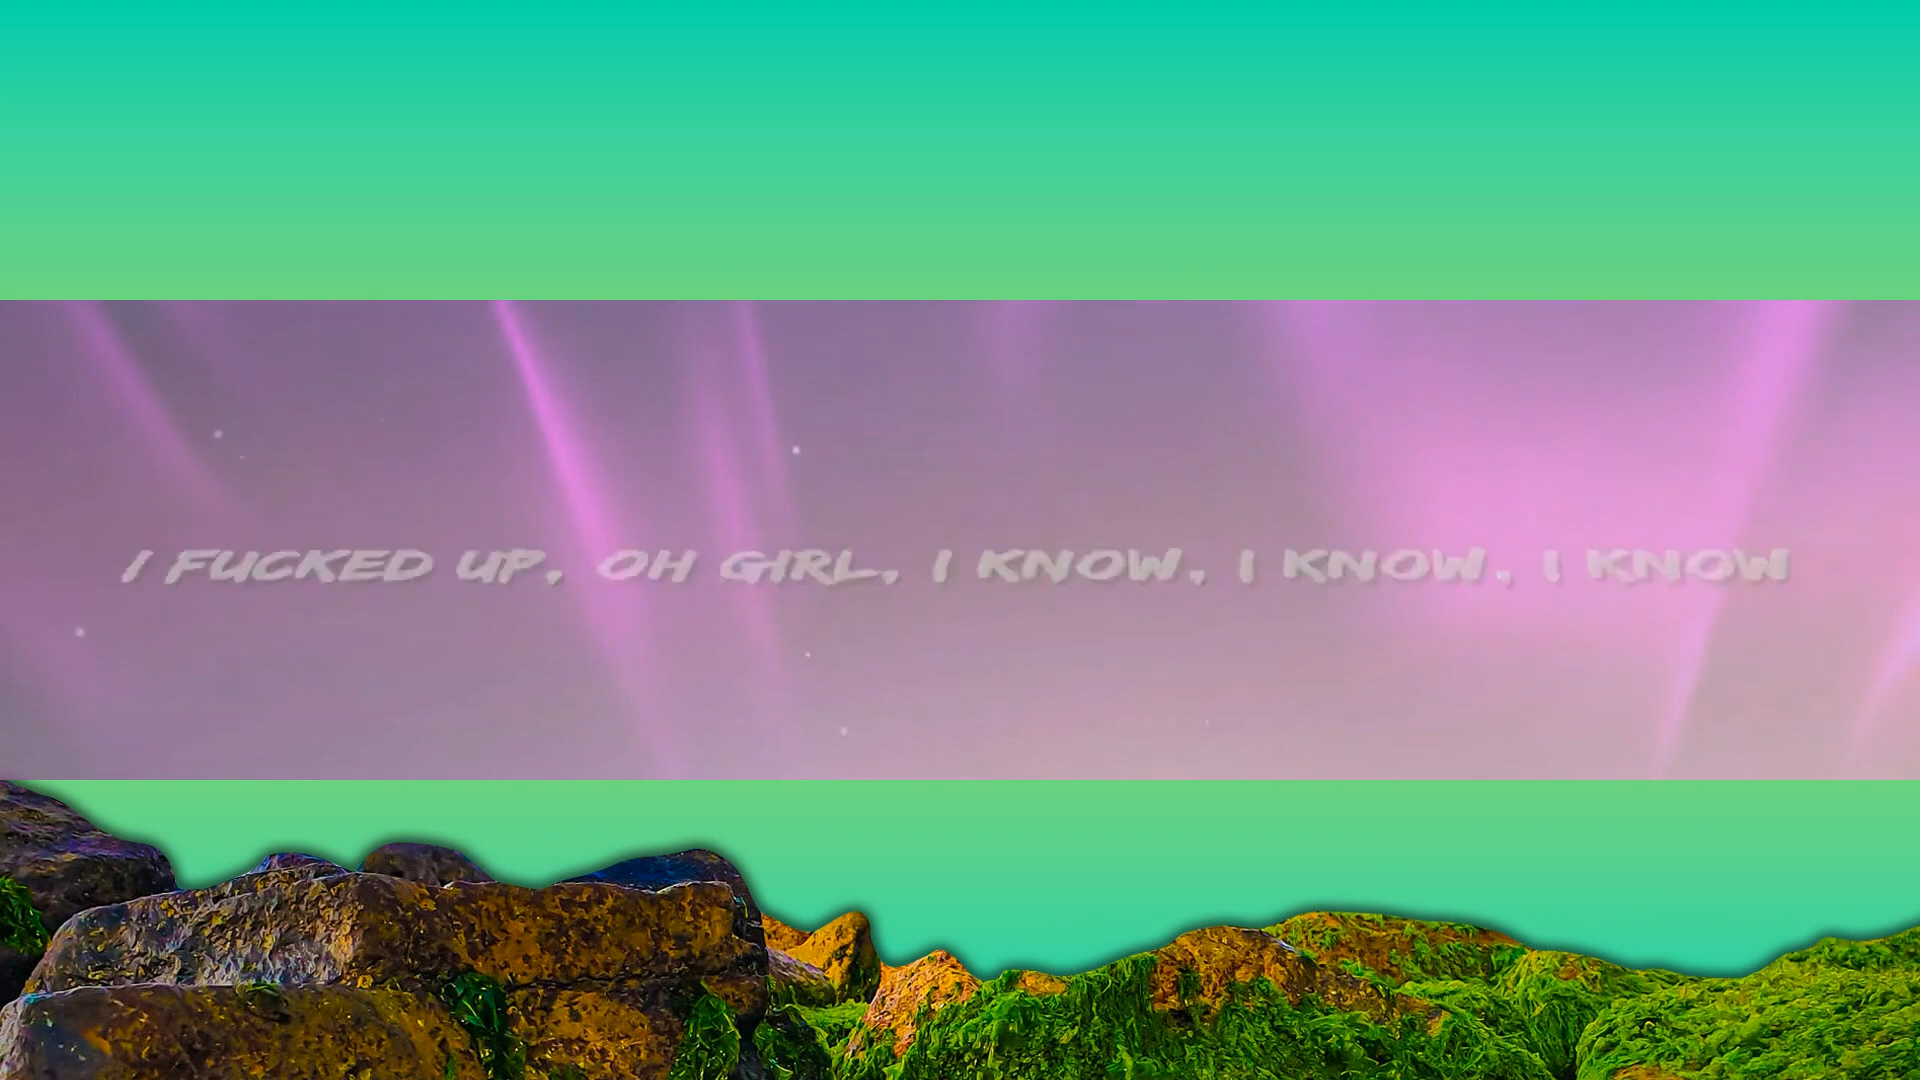 I FUCKED UP, OH GIRL, I KNOW, I KNOW, I KNOW